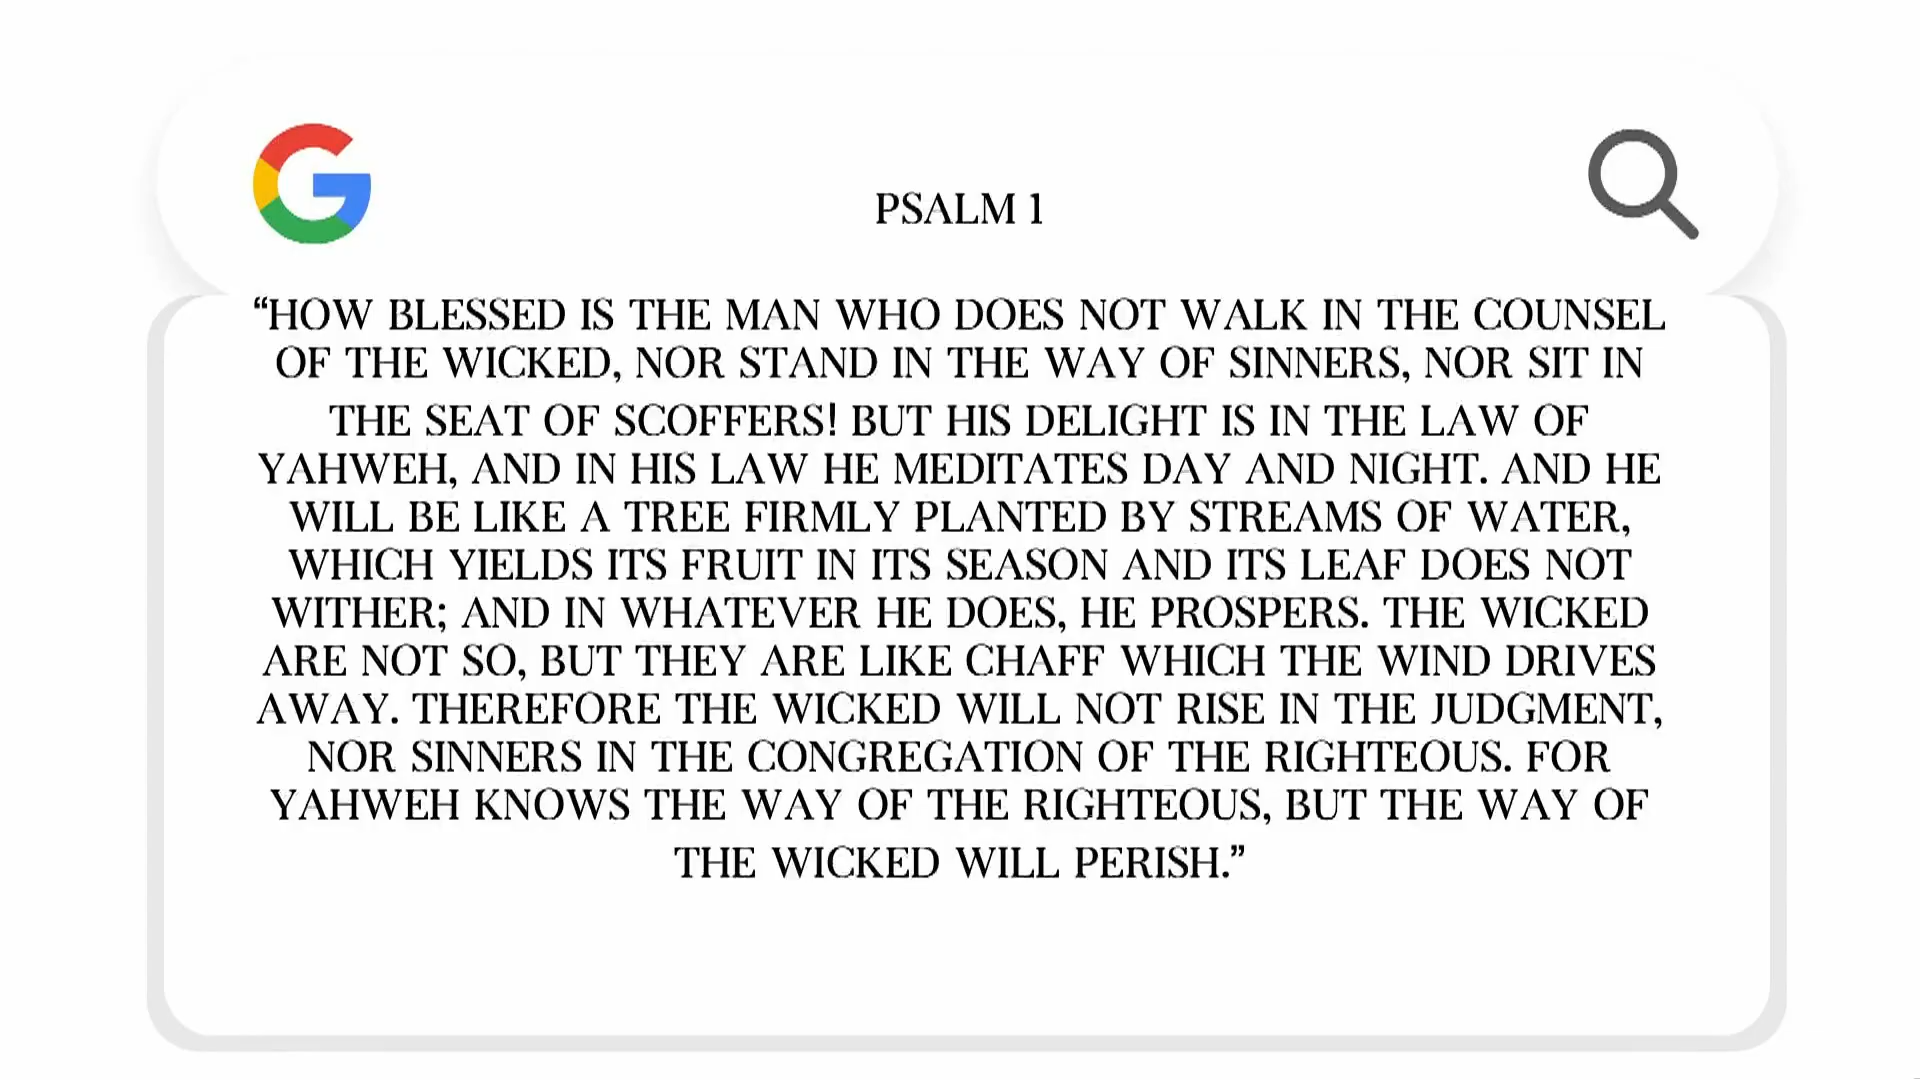 PSALM 1
“HOW BLESSED IS THE MAN WHO DOES NOT WALK IN THE COUNSEL
OF THE WICKED, NOR STAND IN THE WAY OF SINNERS, NOR SIT IN
THE SEAT OF SCOFFERS! BUT HIS DELIGHT IS IN THE LAW OF
YAHWEH, AND IN HIS LAW HE MEDITATES DAY AND NIGHT. AND HE
WILL BE LIKE A TREE FIRMLY PLANTED BY STREAMS OF WATER,
WHICH YIELDS ITS FRUIT IN ITS SEASON AND ITS LEAF DOES NOT
WITHER; AND IN WHATEVER HE DOES, HE PROSPERS. THE WICKED
ARE NOT SO, BUT THEY ARE LIKE CHAFF WHICH THE WIND DRIVES
AWAY. THEREFORE THE WICKED WILL NOT RISE IN THE JUDGMENT,
NOR SINNERS IN THE CONGREGATION OF THE RIGHTEOUS. FOR
YAHWEH KNOWS THE WAY OF THE RIGHTEOUS, BUT THE WAY OF
THE WICKED WILL PERISH.”